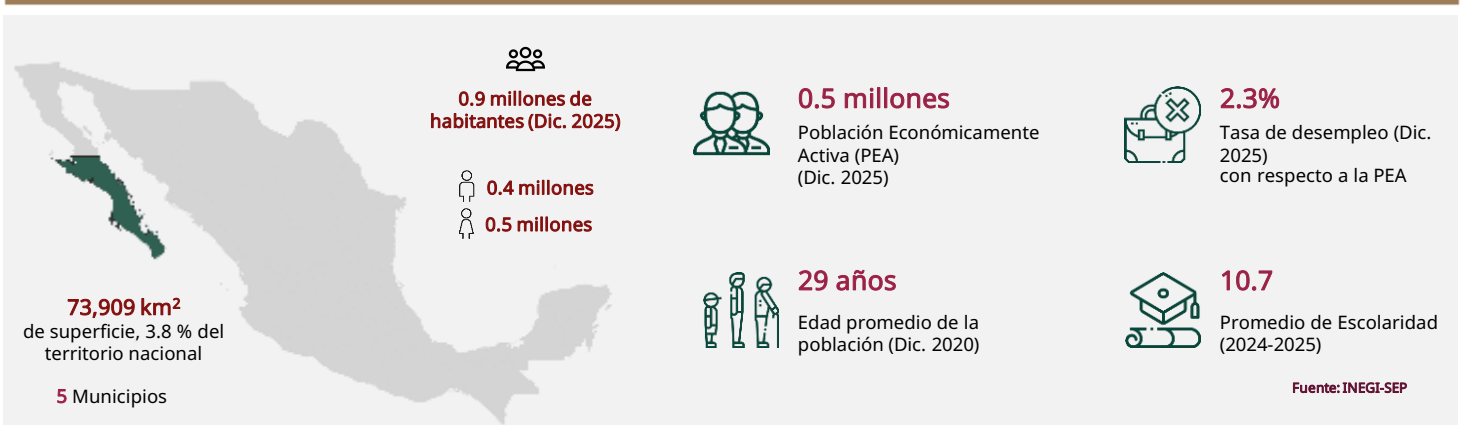 0.9 millones de
habitantes (Dic. 2025)
0.4 millones
0.5 millones
73,909 km²
de superficie, 3.8 % del
territorio nacional
5 Municipios
0.5 millones
Población Económicamente
Activa (PEA)
(Dic. 2025)
2.3%
Tasa de desempleo (Dic.
2025)
con respecto a la PEA
29 años
Edad promedio de la
población (Dic. 2020)
10.7
Promedio de Escolaridad
(2024-2025)
Fuente: INEGI-SEP